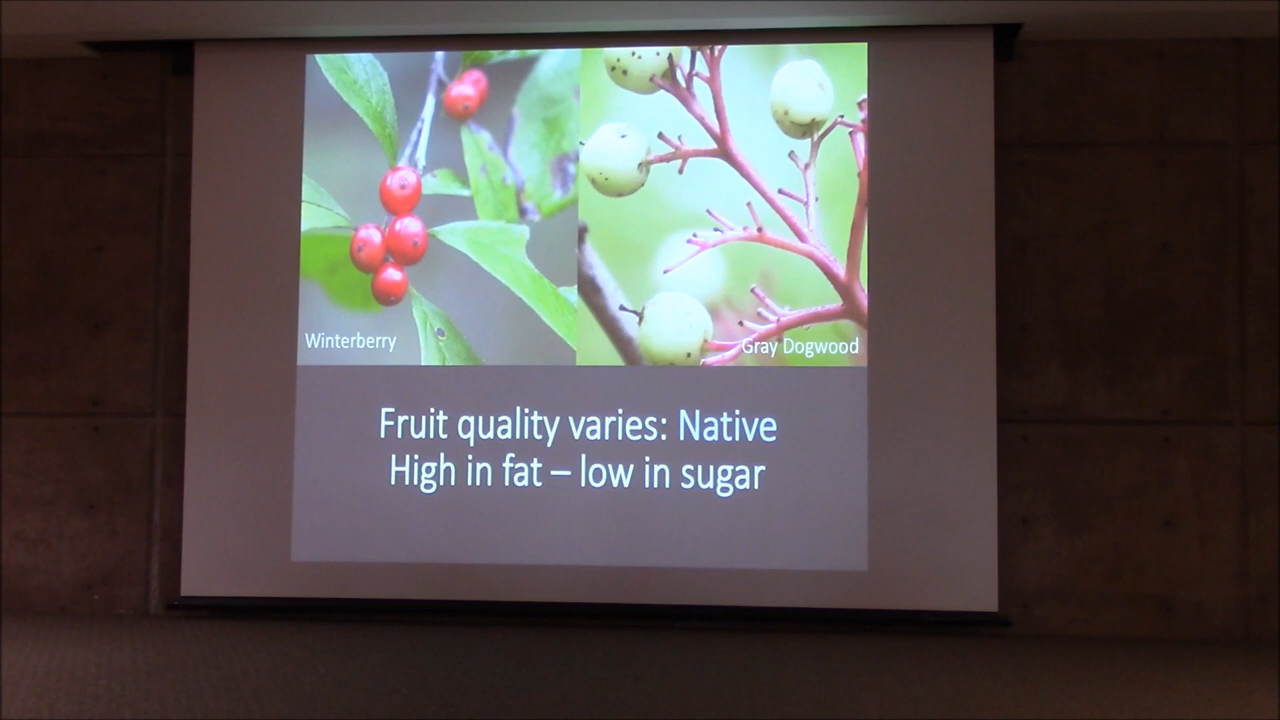 Winterberry
Gray Dogwood
Fruit quality varies: Native
High in fat – low in sugar